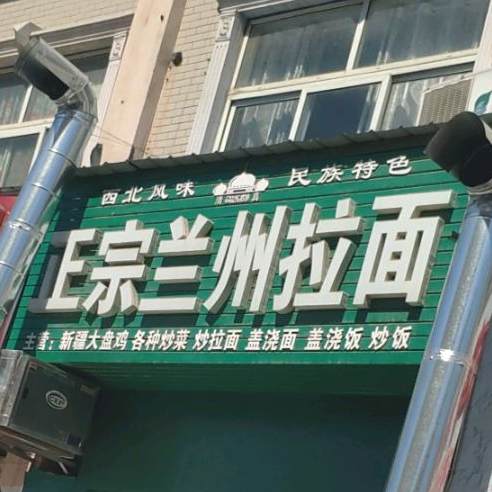 西北风味 民族特色
正宗兰州拉面
主营：新疆大盘鸡 各种炒菜 炒拉面 盖浇面 盖浇饭 炒饭